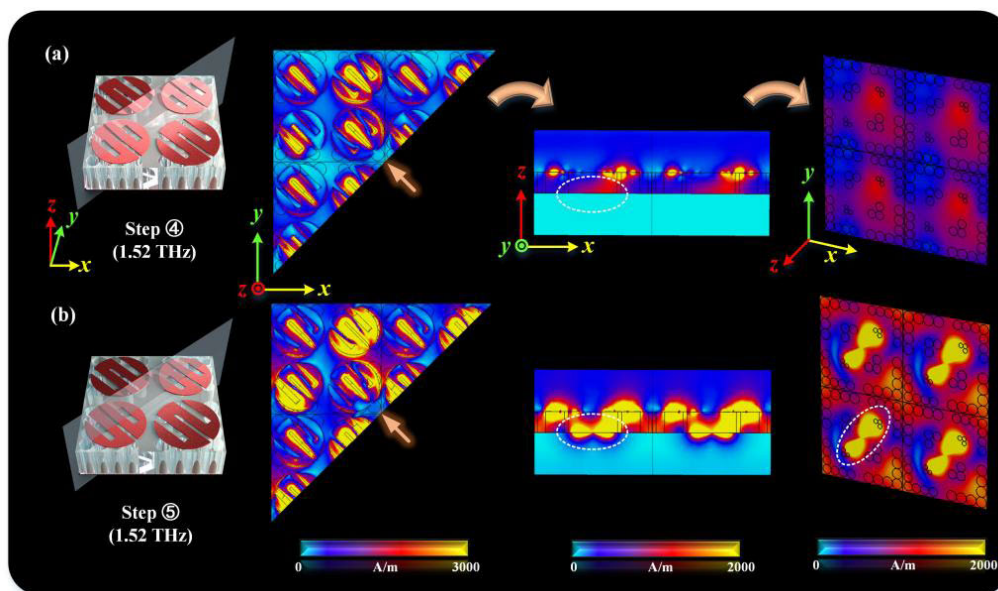 (a)
Step ④
(1.52 THz)
z
y
x
y
z
x
z
y
x
y
z
x
(b)
Step ⑤
(1.52 THz)
0 A/m 3000
0 A/m 2000
0 A/m 2000